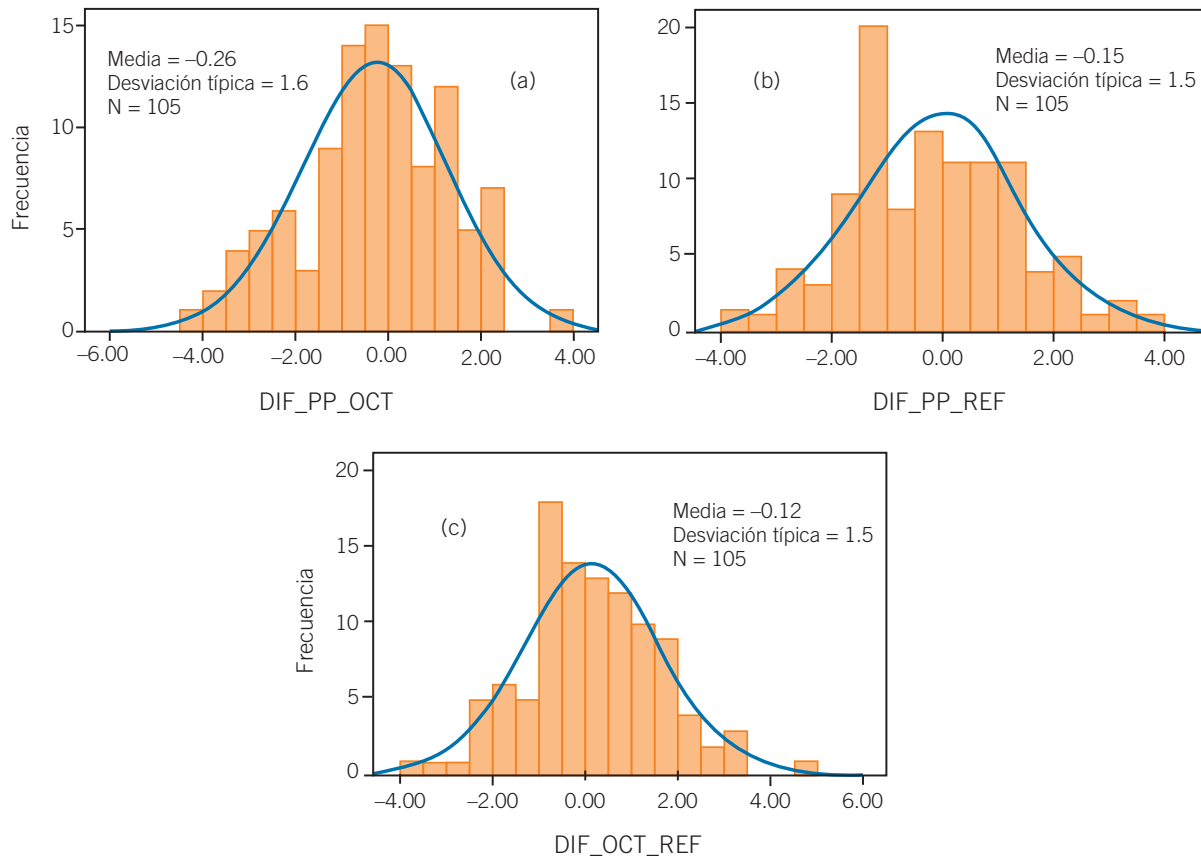 15
10
5
0
Frecuencia
Media = –0.26
Desviación típica = 1.6
N = 105
(a)
–6.00 –4.00 –2.00 0.00 2.00 4.00
DIF_PP_OCT
20
15
10
5
0
(b)
Media = –0.15
Desviación típica = 1.5
N = 105
–4.00 –2.00 0.00 2.00 4.00
DIF_PP_REF
20
15
10
5
0
Frecuencia
(c)
Media = –0.12
Desviación típica = 1.5
N = 105
–4.00 –2.00 0.00 2.00 4.00 6.00
DIF_OCT_REF